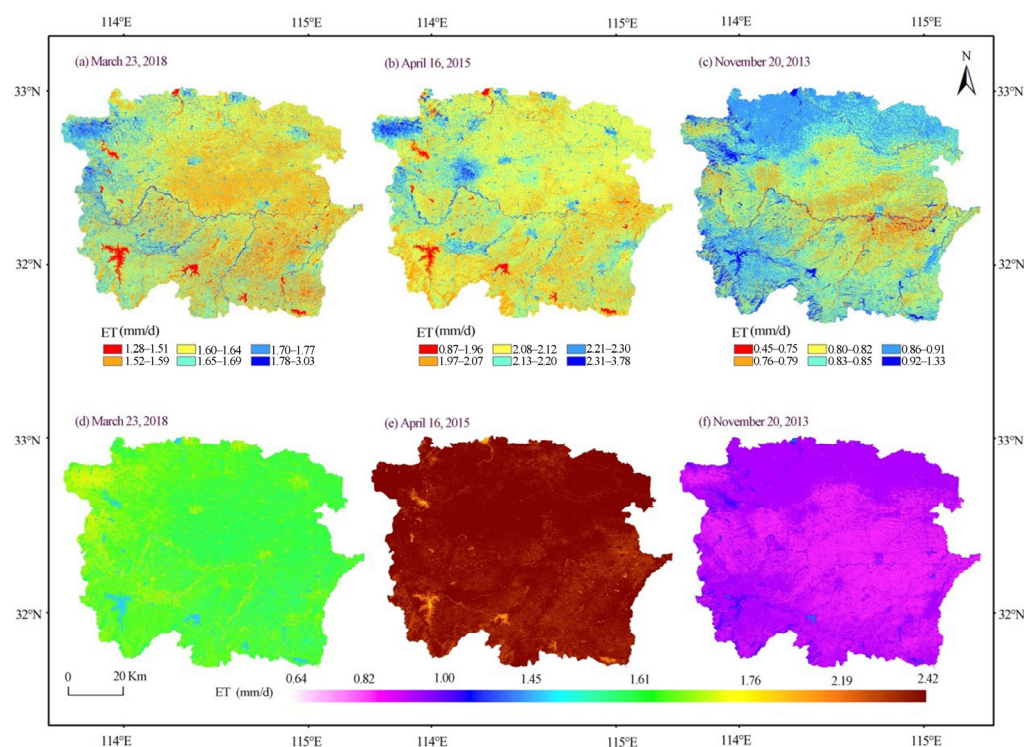 114°E 115°E 114°E 115°E 114°E 115°E
(a) March 23, 2018 (b) April 16, 2015 (c) November 20, 2013
N
33°N 33°N
32°N 32°N
ET (mm/d) ET (mm/d) ET (mm/d)
1.28–1.51 1.60–1.64 1.70–1.77 0.87–1.96 2.08–2.12 2.21–2.30 0.45–0.75 0.80–0.82 0.86–0.91
1.52–1.59 1.65–1.69 1.78–3.03 1.97–2.07 2.13–2.20 2.31–3.78 0.76–0.79 0.83–0.85 0.92–1.33
(d) March 23, 2018 (e) April 16, 2015 (f) November 20, 2013
33°N 33°N
32°N 32°N
0 20 Km
0.64 0.82 1.00 1.45 1.61 1.76 2.19 2.42
ET (mm/d)
114°E 115°E 114°E 115°E 114°E 115°E